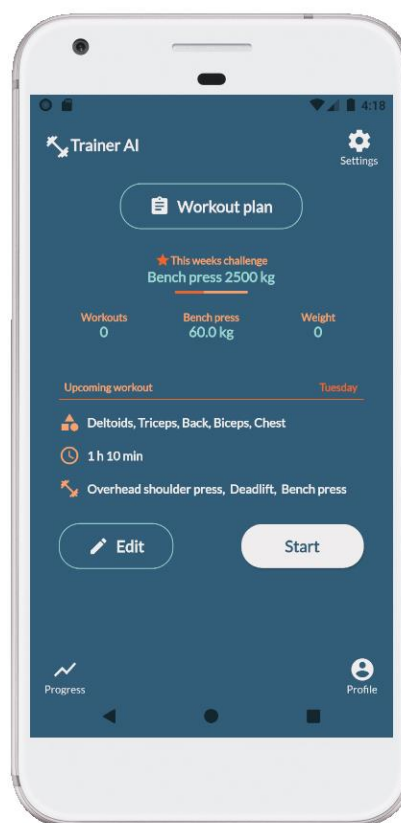 4:18
Trainer AI
Settings
Workout plan
This weeks challenge
Bench press 2500 kg
Workouts Bench press Weight
0 60.0 kg 0
Upcoming workout Tuesday
Deltoids, Triceps, Back, Biceps, Chest
1 h 10 min
Overhead shoulder press, Deadlift, Bench press
Edit Start
Progress Profile